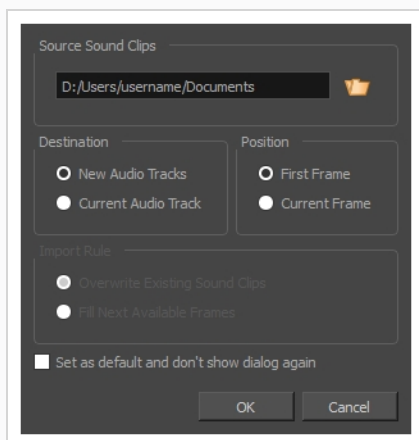 Source Sound Clips
D:/Users/username/Documents
Destination
New Audio Tracks
Current Audio Track
Position
First Frame
Current Frame
Import Rule
Overwrite Existing Sound Clips
Fill Next Available Frames
Set as default and don't show dialog again
OK
Cancel